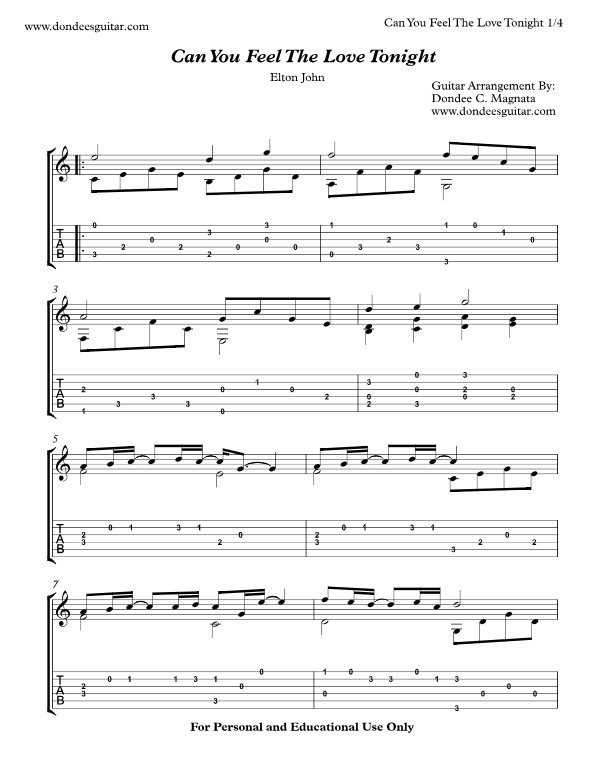 www.dondeesguitar.com
Can You Feel The Love Tonight 1/4
Can You Feel The Love Tonight
Elton John
Guitar Arrangement By:
Dondee C. Magnata
www.dondeesguitar.com
T
A
B
3
T
A
B
5
T
A
B
7
T
A
B
For Personal and Educational Use Only